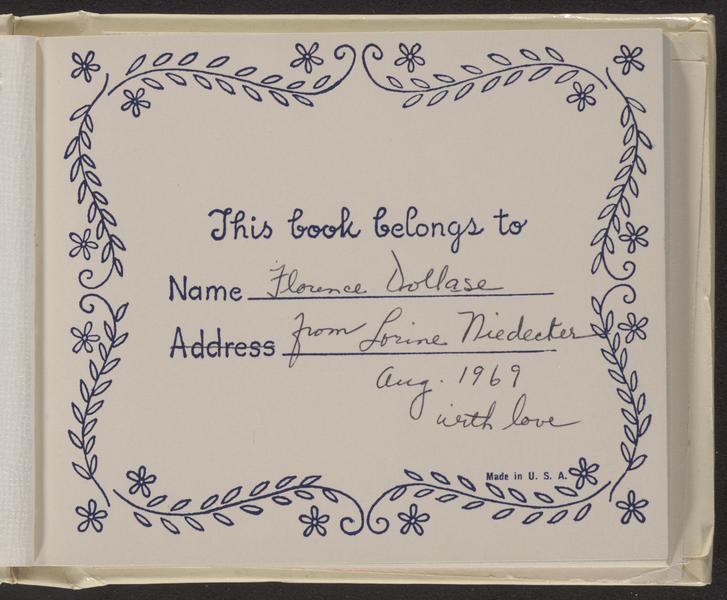 This book belongs to
Name Florence Dollase
Address from Lorine Niedecker
Aug. 1969
with love
Made in U. S. A.